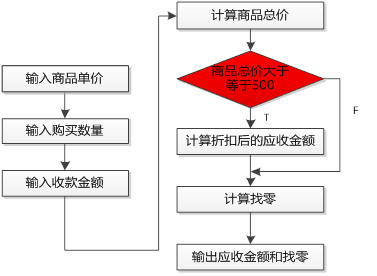 输入商品单价
输入购买数量
输入收款金额
计算商品总价
商品总价大于
等于500
T
F
计算折扣后的应收金额
计算找零
输出应收金额和找零